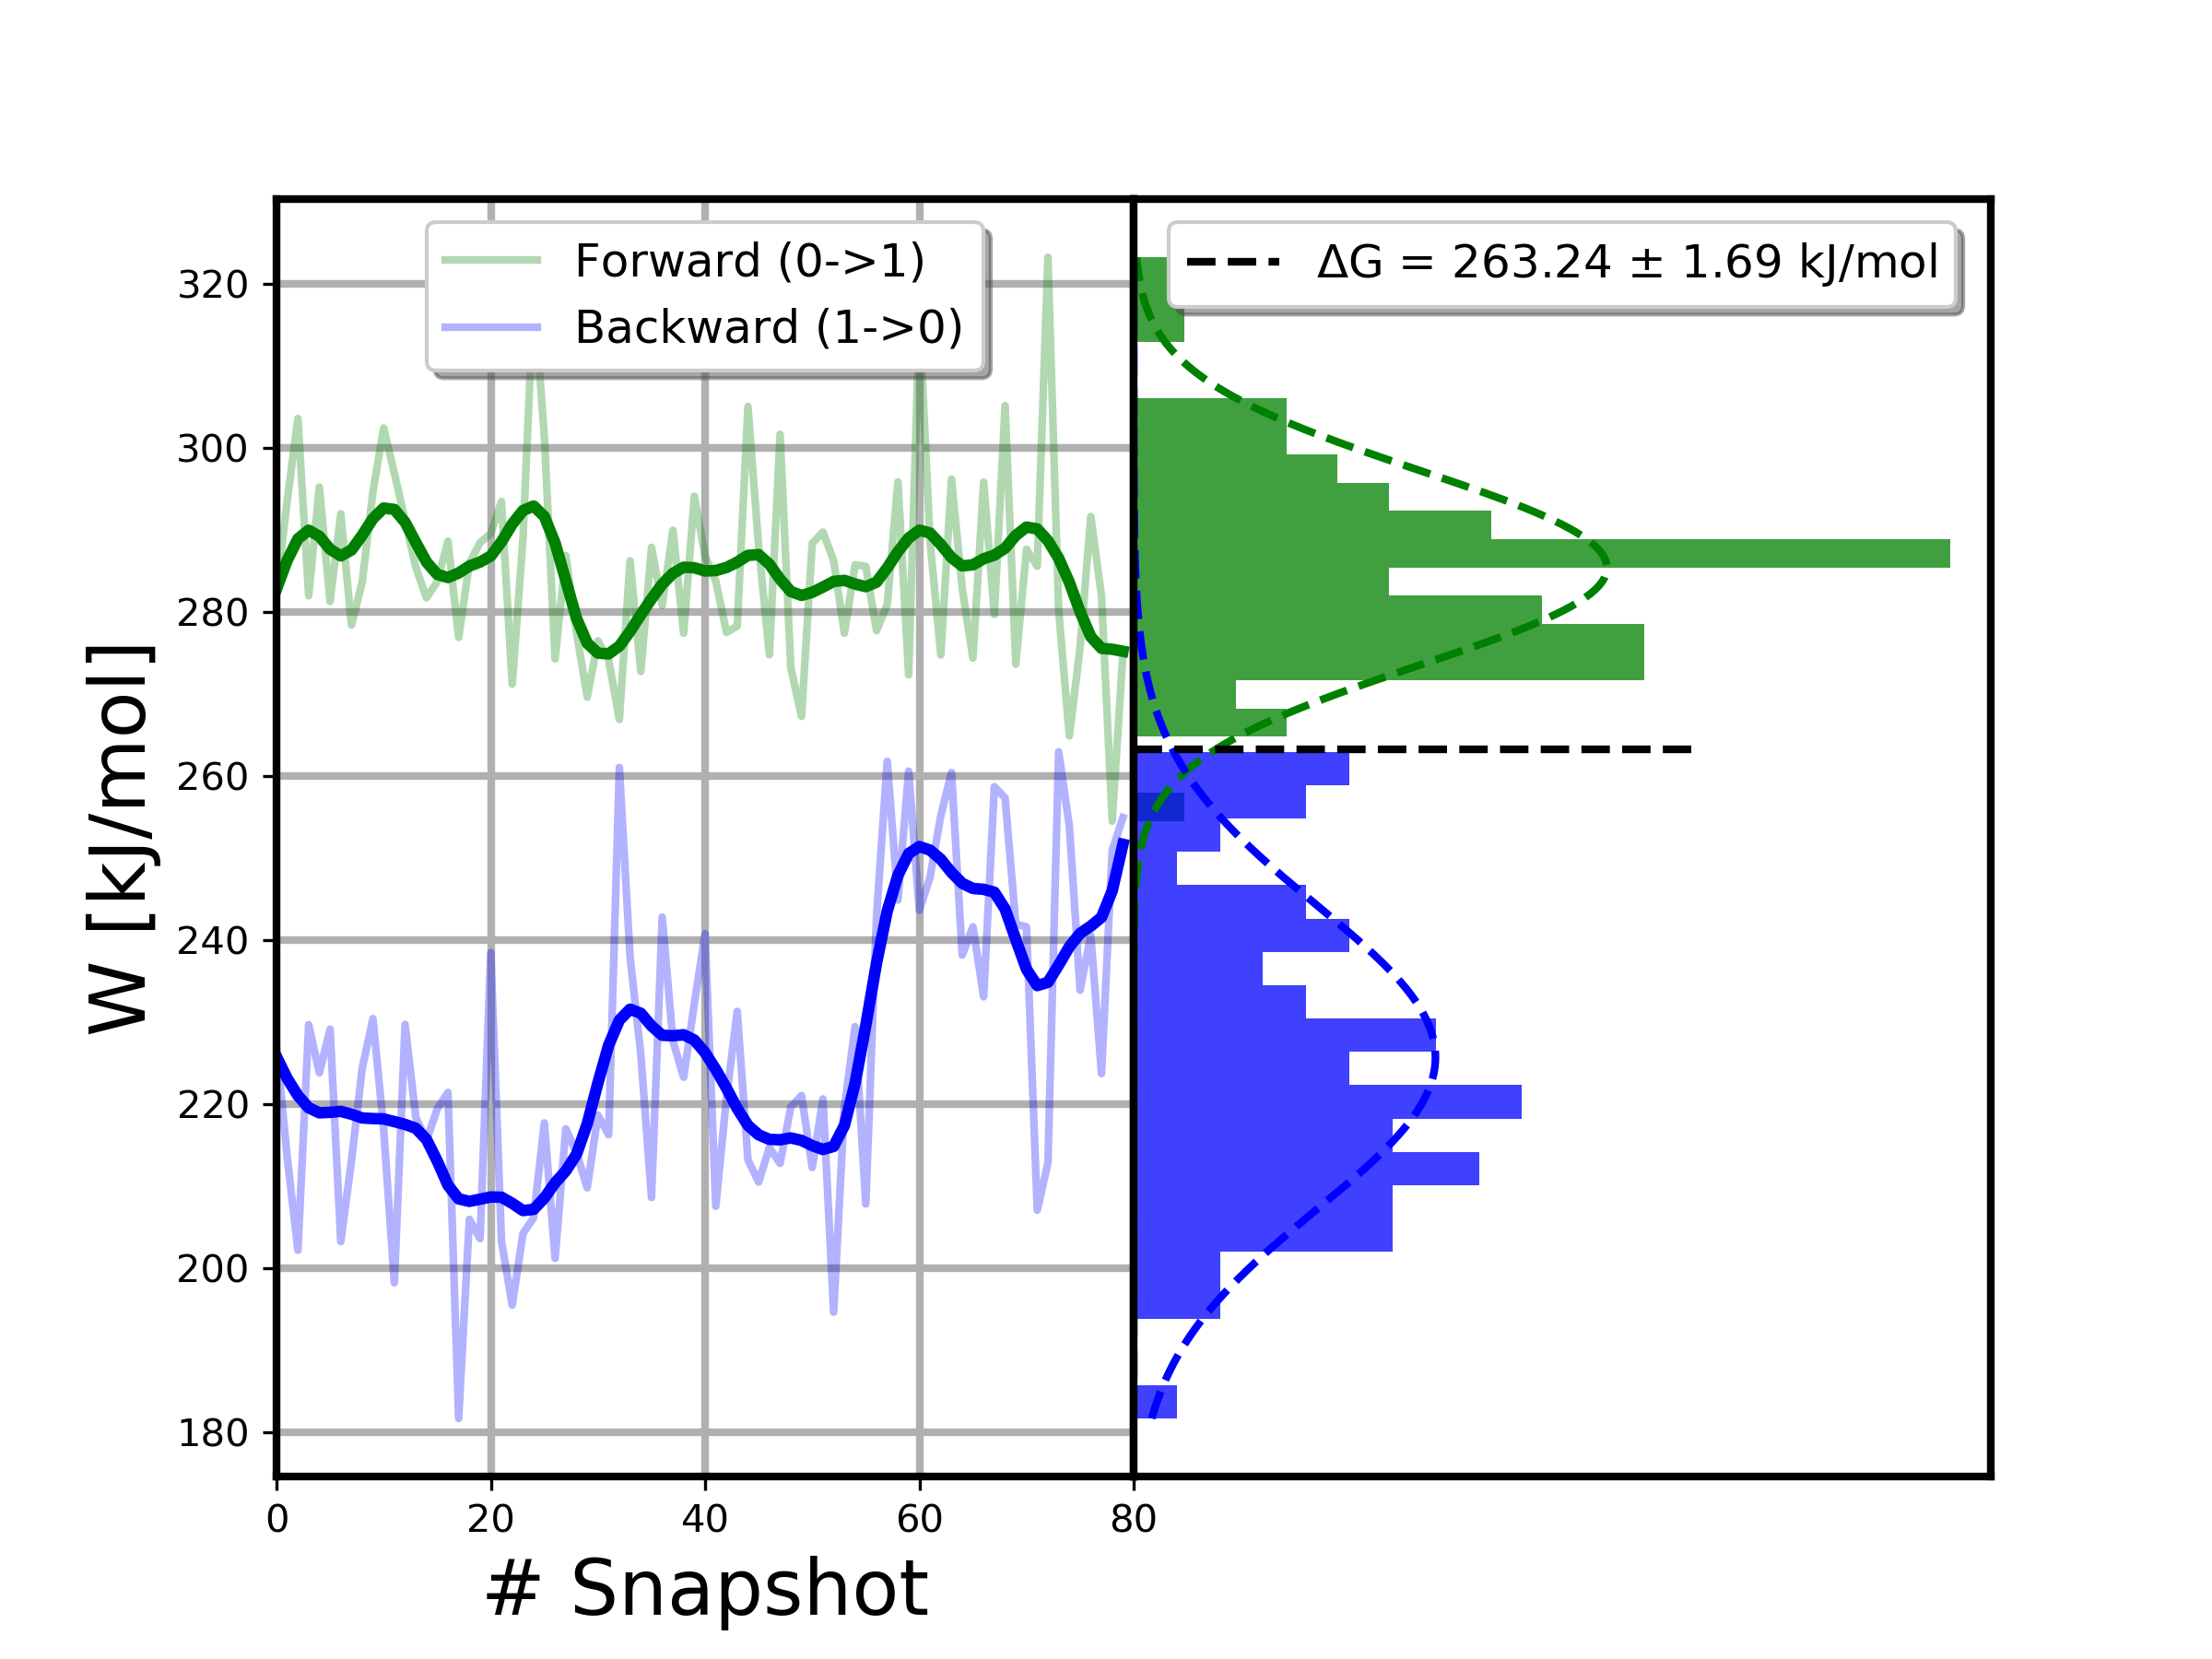 Forward (0->1)
Backward (1->0)
ΔG = 263.24 ± 1.69 kJ/mol
W [kJ/mol]
320
300
280
260
240
220
200
180
0 20 40 60 80
# Snapshot